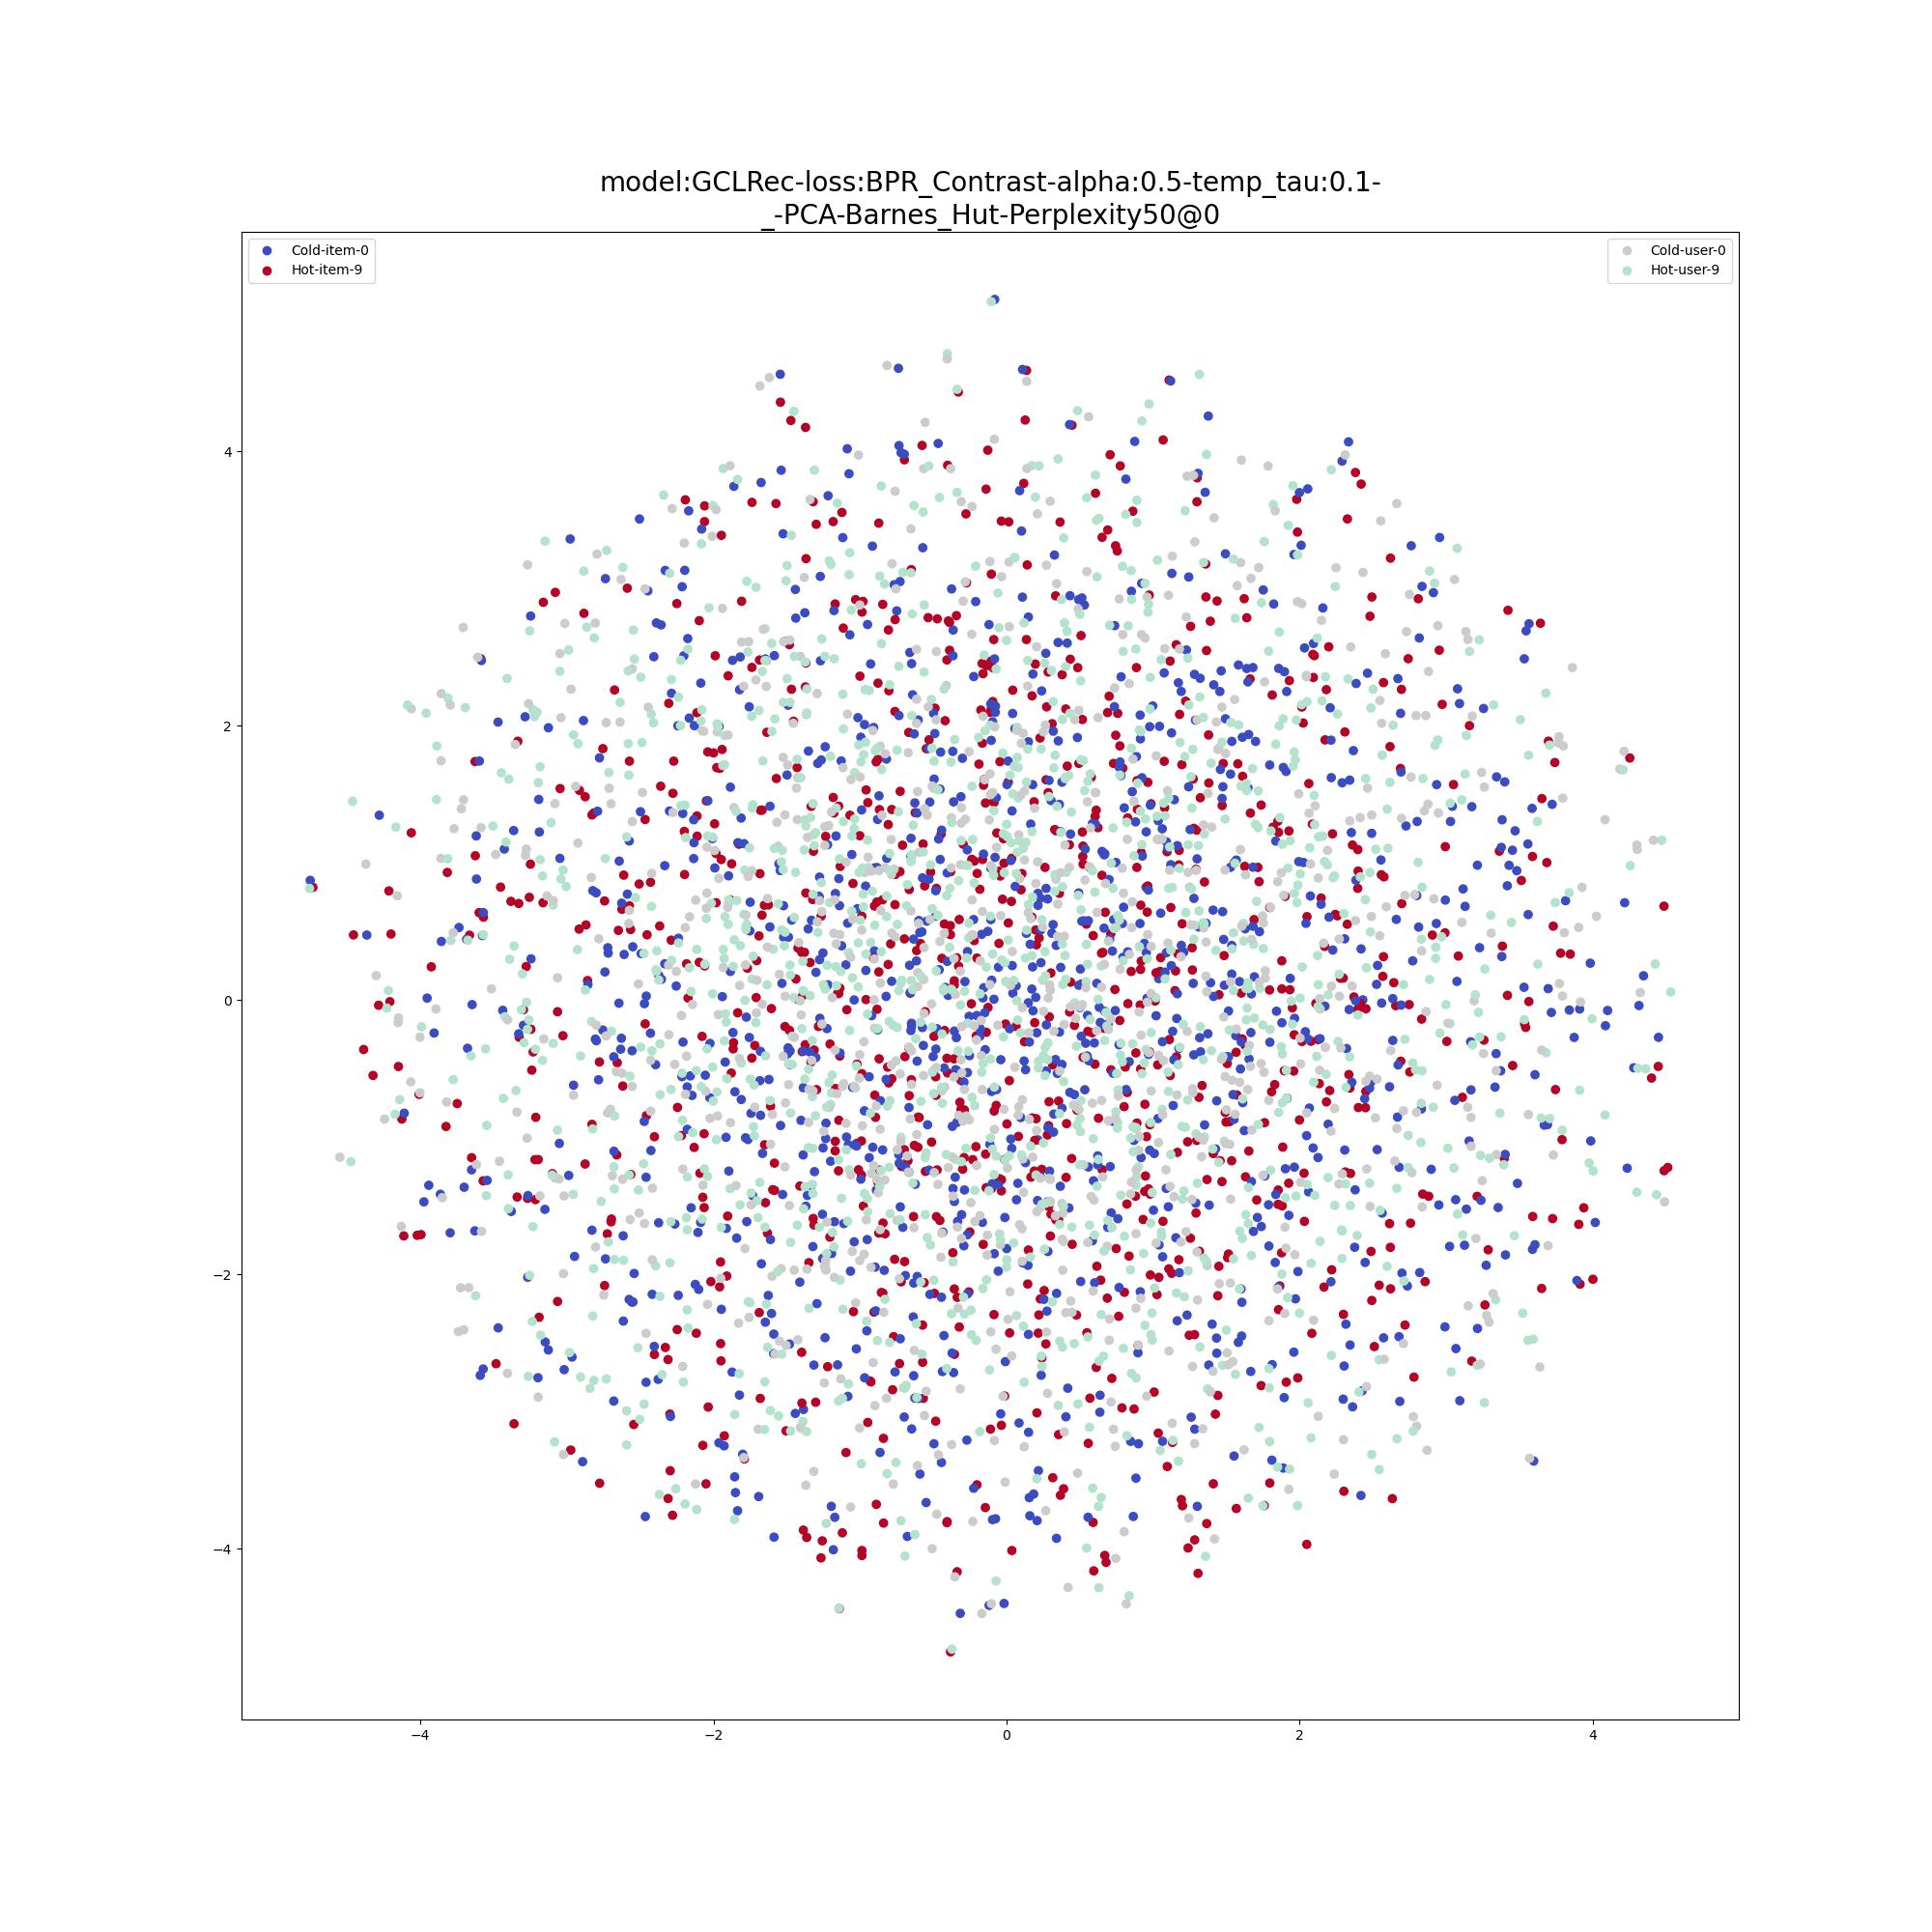 model:GCLRec-loss:BPR_Contrast-alpha:0.5-temp_tau:0.1-
_-PCA-Barnes_Hut-Perplexity50@0
Cold-item-0
Hot-item-9
Cold-user-0
Hot-user-9
4
2
0
−2
−4
−4
−2
0
2
4